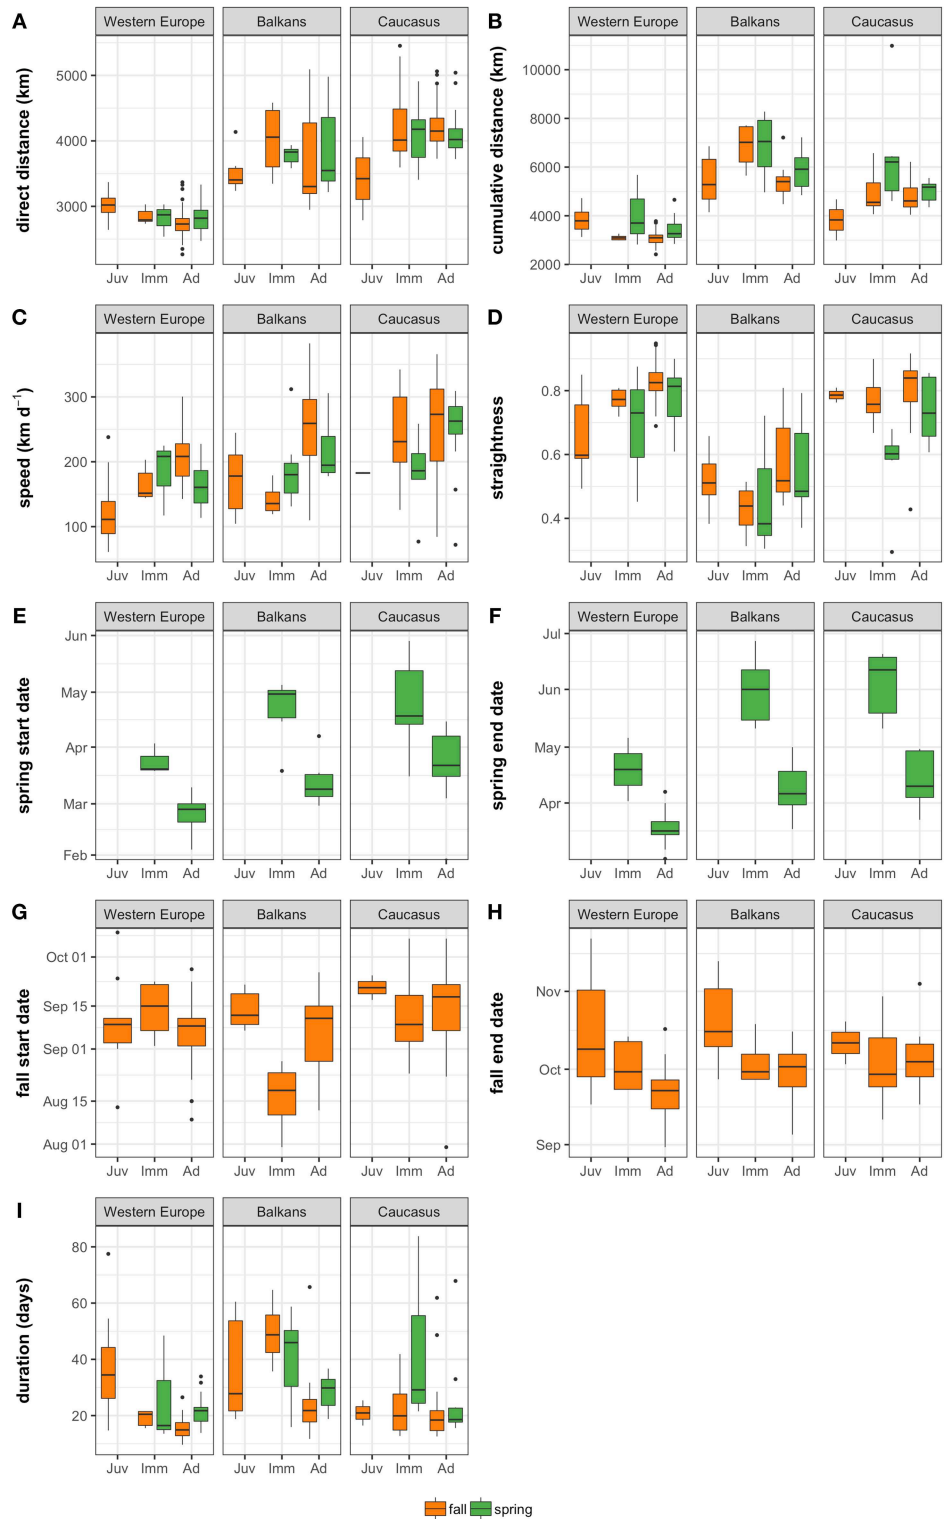 A
Western Europe Balkans Caucasus
direct distance (km)
5000
4000
3000
Juv Imm Ad Juv Imm Ad Juv Imm Ad
B
Western Europe Balkans Caucasus
cumulative distance (km)
10000
8000
6000
4000
2000
Juv Imm Ad Juv Imm Ad Juv Imm Ad
C
Western Europe Balkans Caucasus
speed (km d⁻¹)
300
200
100
Juv Imm Ad Juv Imm Ad Juv Imm Ad
D
Western Europe Balkans Caucasus
straightness
0.8
0.6
0.4
Juv Imm Ad Juv Imm Ad Juv Imm Ad
E
Western Europe Balkans Caucasus
spring start date
Jun
May
Apr
Mar
Feb
Juv Imm Ad Juv Imm Ad Juv Imm Ad
F
Western Europe Balkans Caucasus
spring end date
Jul
Jun
May
Apr
Juv Imm Ad Juv Imm Ad Juv Imm Ad
G
Western Europe Balkans Caucasus
fall start date
Oct 01
Sep 15
Sep 01
Aug 15
Aug 01
Juv Imm Ad Juv Imm Ad Juv Imm Ad
H
Western Europe Balkans Caucasus
fall end date
Nov
Oct
Sep
Juv Imm Ad Juv Imm Ad Juv Imm Ad
I
Western Europe Balkans Caucasus
duration (days)
80
60
40
20
Juv Imm Ad Juv Imm Ad Juv Imm Ad
fall spring